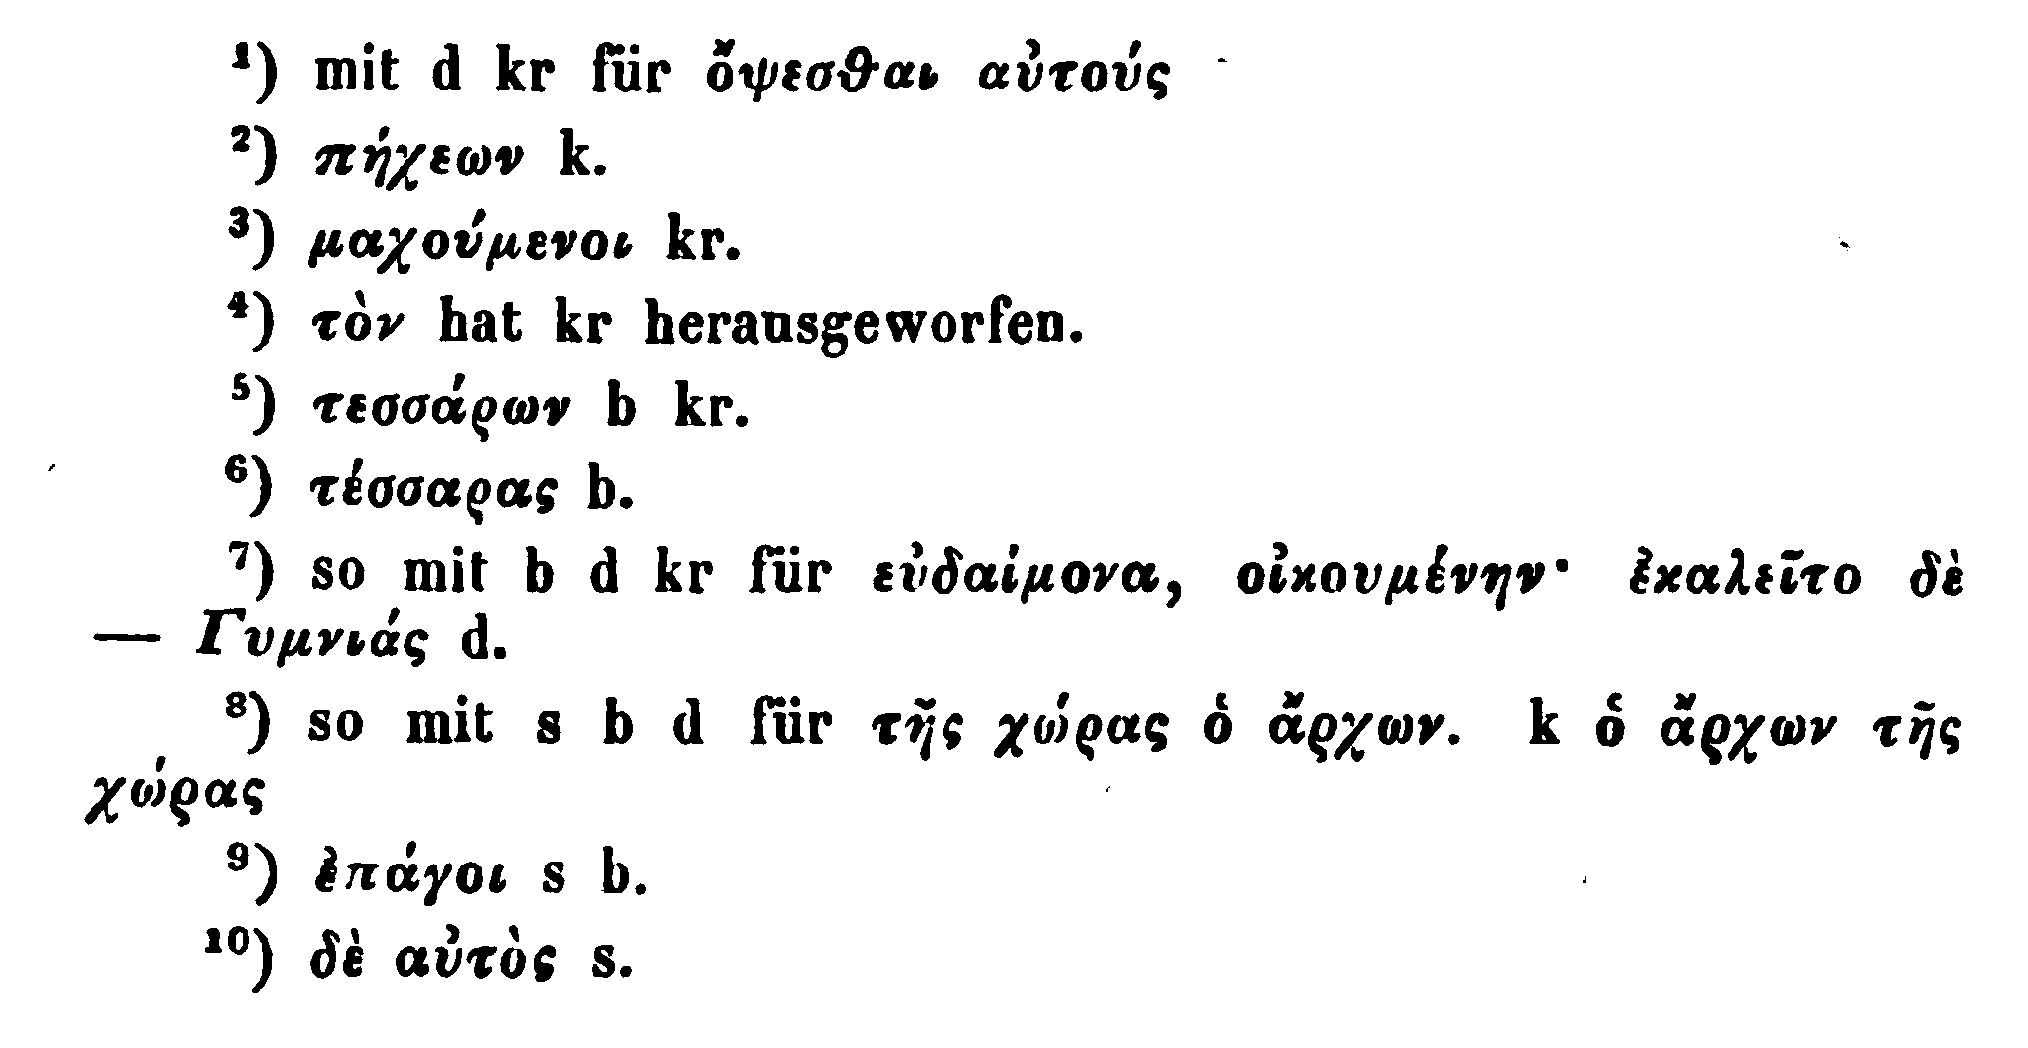 ¹) mit d kr für ὄψεσθαι αὐτούς
²) πήχεων k.
³) μαχούμενοι kr.
⁴) τὸν hat kr herausgeworfen.
⁵) τεσσάρων b kr.
⁶) τέσσαρας b.
⁷) so mit b d kr für εὐδαίμονα, οἰκουμένην· ἐκαλεῖτο δὲ
— Γυμνιάς d.
⁸) so mit s b d für τῆς χώρας ὁ ἄρχων. k ὁ ἄρχων τῆς
χώρας
⁹) ἐπάγοι s b.
¹⁰) δὲ αὐτὸς s.